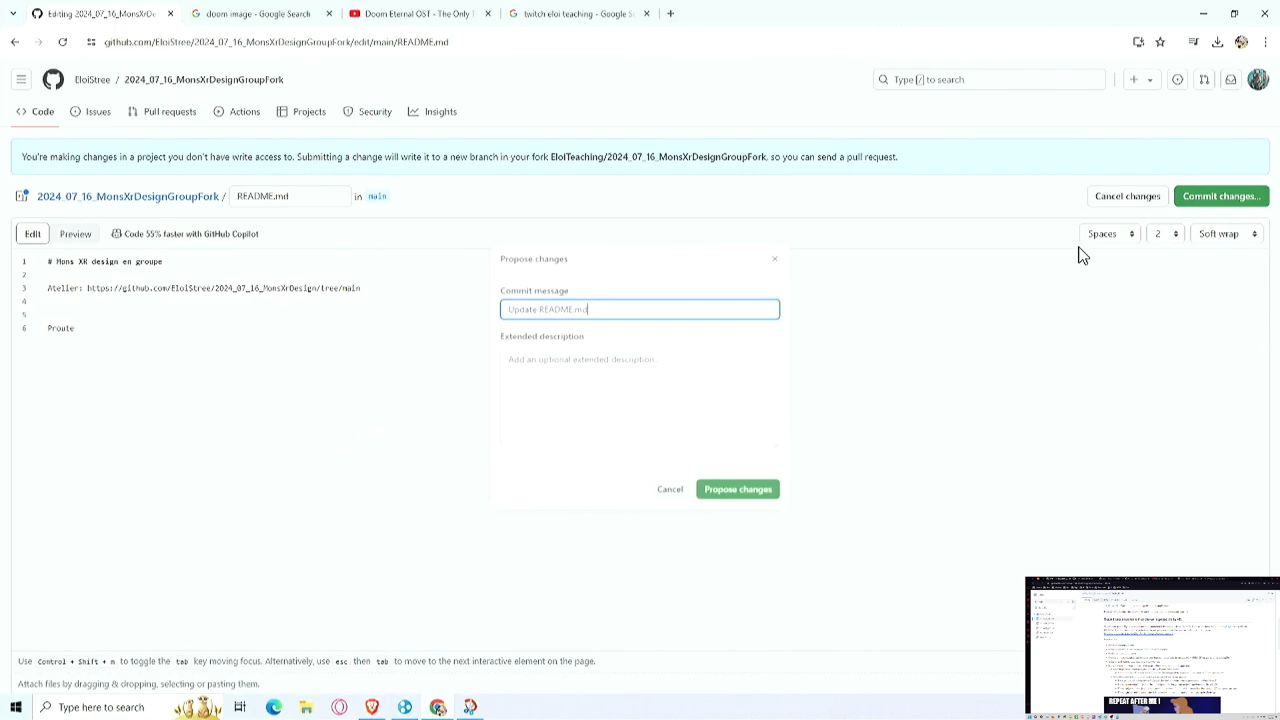 Editing 2024_07_16_MonsXrDe
doom image - Google Search
Doom Eternal OST - The Only T
twitch eloi teaching - Google Se
github.com/EloiStree/2024_07_16_MonsXrDesignGroupFork/edit/main/README.md
EloiStree / 2024_07_16_MonsXrDesignGroupFork
Type / to search
Code
Issues
Pull requests
Actions
Projects
Security
Insights
You're making changes in a project you don't have write access to. Submitting a change will write it to a new branch in your fork EloiTeaching/2024_07_16_MonsXrDesignGroupFork, so you can send a pull request.
2024_07_16_MonsXrDesignGroupFork / README.md in main
Cancel changes
Commit changes...
Edit
Preview
Code 55% faster with GitHub Copilot
Spaces
2
Soft wrap
1 # Mons XR design en groupe
2
3 Atelier: https://github.com/EloiStree/2024_07_16_MonsXrDesign/tree/main
4
5
6 Proute
Propose changes
Commit message
Update README.md
Extended description
Add an optional extended description..
Cancel
Propose changes
Use Control + Shift + m to toggle the tab key moving focus. Alternatively, use esc then tab to move to the next interactive element on the page.
Attach files by dragging & dropping, selecting or pasting them.
Type here to search
REPEAT AFTER ME !